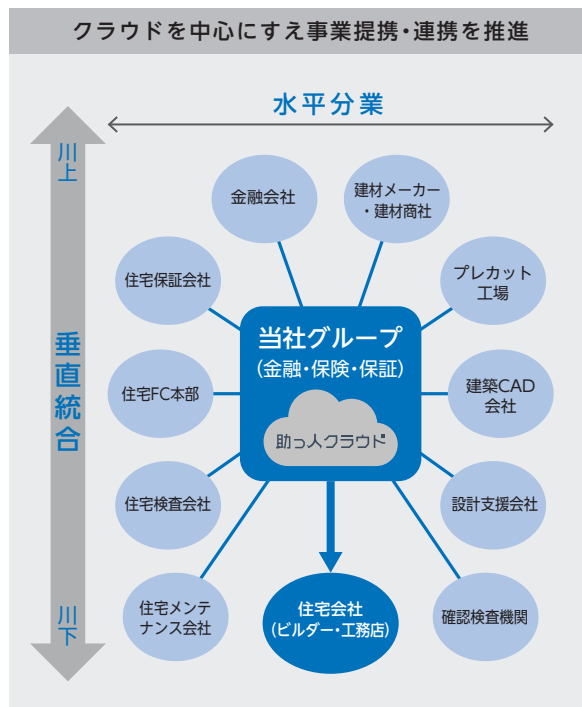 クラウドを中心にすえ事業提携・連携を推進
水平分業
川上
垂直統合
川下
金融会社
建材メーカー
・建材商社
住宅保証会社
プレカット
工場
当社グループ
(金融・保険・保証)
助っ人クラウド
住宅FC本部
建築CAD
会社
住宅検査会社
設計支援会社
住宅メンテ
ナンス会社
住宅会社
(ビルダー・工務店)
確認検査機関